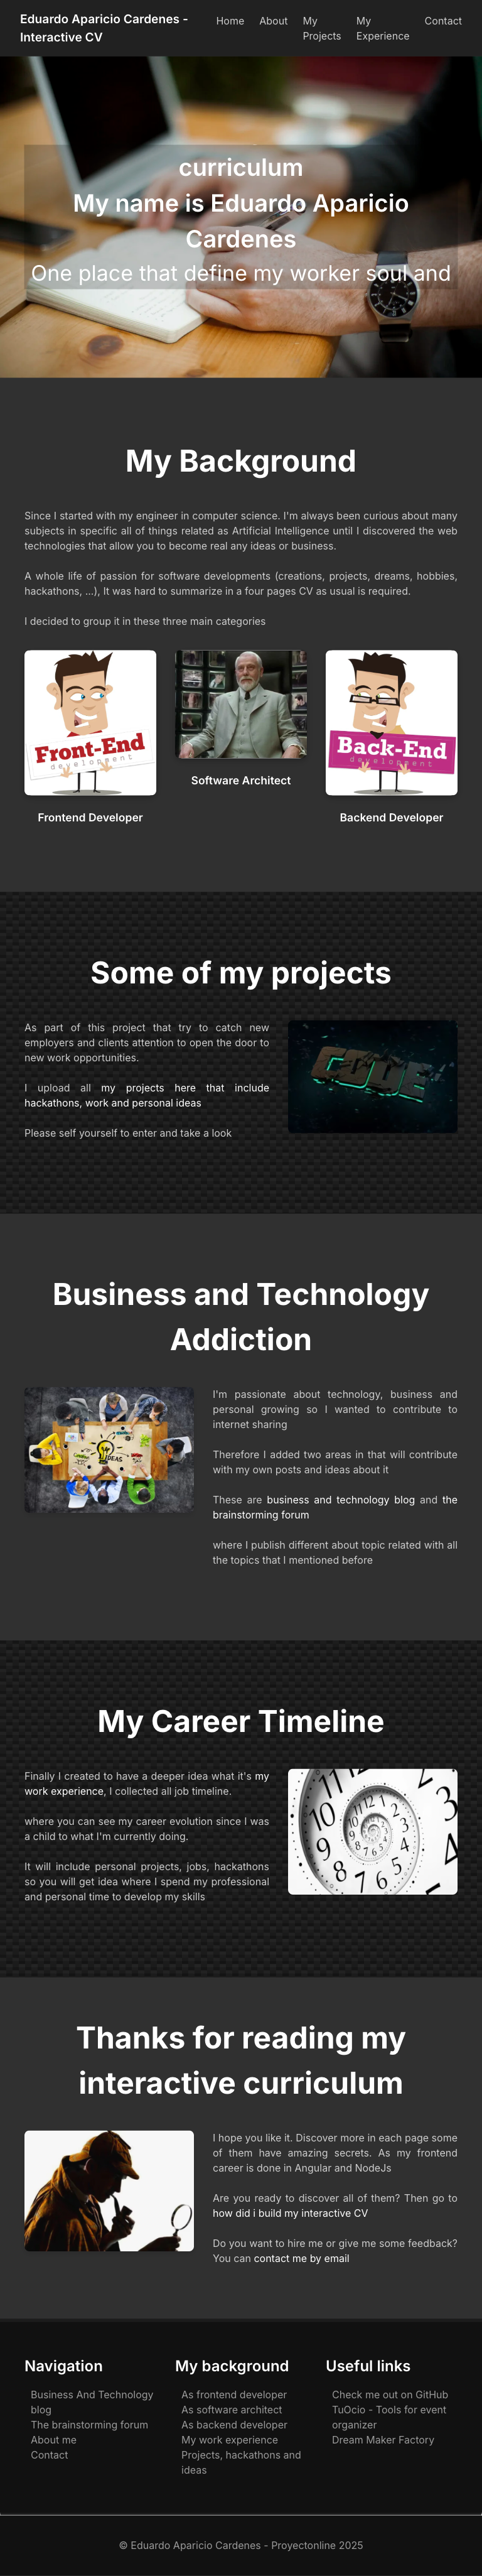 Eduardo Aparicio Cardenes -
Interactive CV
Home
About
My
Projects
My
Experience
Contact
curriculum
My name is Eduardo Aparicio
Cardenes
One place that define my worker soul and
My Background
Since I started with my engineer in computer science. I'm always been curious about many
subjects in specific all of things related as Artificial Intelligence until I discovered the web
technologies that allow you to become real any ideas or business.
A whole life of passion for software developments (creations, projects, dreams, hobbies,
hackathons, ...), It was hard to summarize in a four pages CV as usual is required.
I decided to group it in these three main categories
Front-End
development
Back-End
development
Software Architect
Frontend Developer
Backend Developer
Some of my projects
As part of this project that try to catch new
employers and clients attention to open the door to
new work opportunities.
I upload all my projects here that include
hackathons, work and personal ideas
Please self yourself to enter and take a look
CODE
Business and Technology
Addiction
IDEAS
I'm passionate about technology, business and
personal growing so I wanted to contribute to
internet sharing
Therefore I added two areas in that will contribute
with my own posts and ideas about it
These are business and technology blog and the
brainstorming forum
where I publish different about topic related with all
the topics that I mentioned before
My Career Timeline
Finally I created to have a deeper idea what it's my
work experience, I collected all job timeline.
where you can see my career evolution since I was
a child to what I'm currently doing.
It will include personal projects, jobs, hackathons
so you will get idea where I spend my professional
and personal time to develop my skills
Thanks for reading my
interactive curriculum
I hope you like it. Discover more in each page some
of them have amazing secrets. As my frontend
career is done in Angular and NodeJs
Are you ready to discover all of them? Then go to
how did i build my interactive CV
Do you want to hire me or give me some feedback?
You can contact me by email
Navigation
Business And Technology
blog
The brainstorming forum
About me
Contact
My background
As frontend developer
As software architect
As backend developer
My work experience
Projects, hackathons and
ideas
Useful links
Check me out on GitHub
TuOcio - Tools for event
organizer
Dream Maker Factory
© Eduardo Aparicio Cardenes - Proyectonline 2025